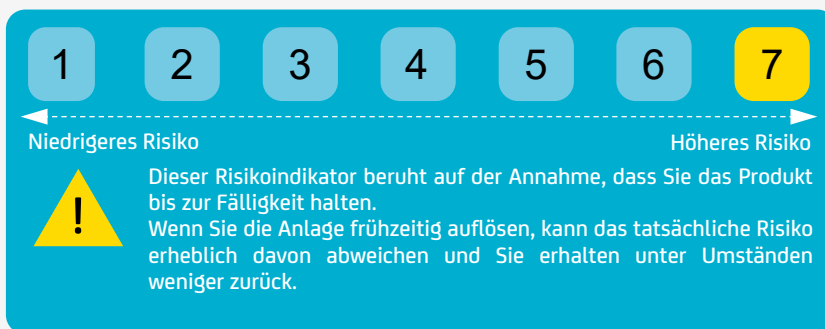 1 2 3 4 5 6 7
Niedrigeres Risiko Höheres Risiko
! Dieser Risikoindikator beruht auf der Annahme, dass Sie das Produkt
bis zur Fälligkeit halten.
Wenn Sie die Anlage frühzeitig auflösen, kann das tatsächliche Risiko
erheblich davon abweichen und Sie erhalten unter Umständen
weniger zurück.